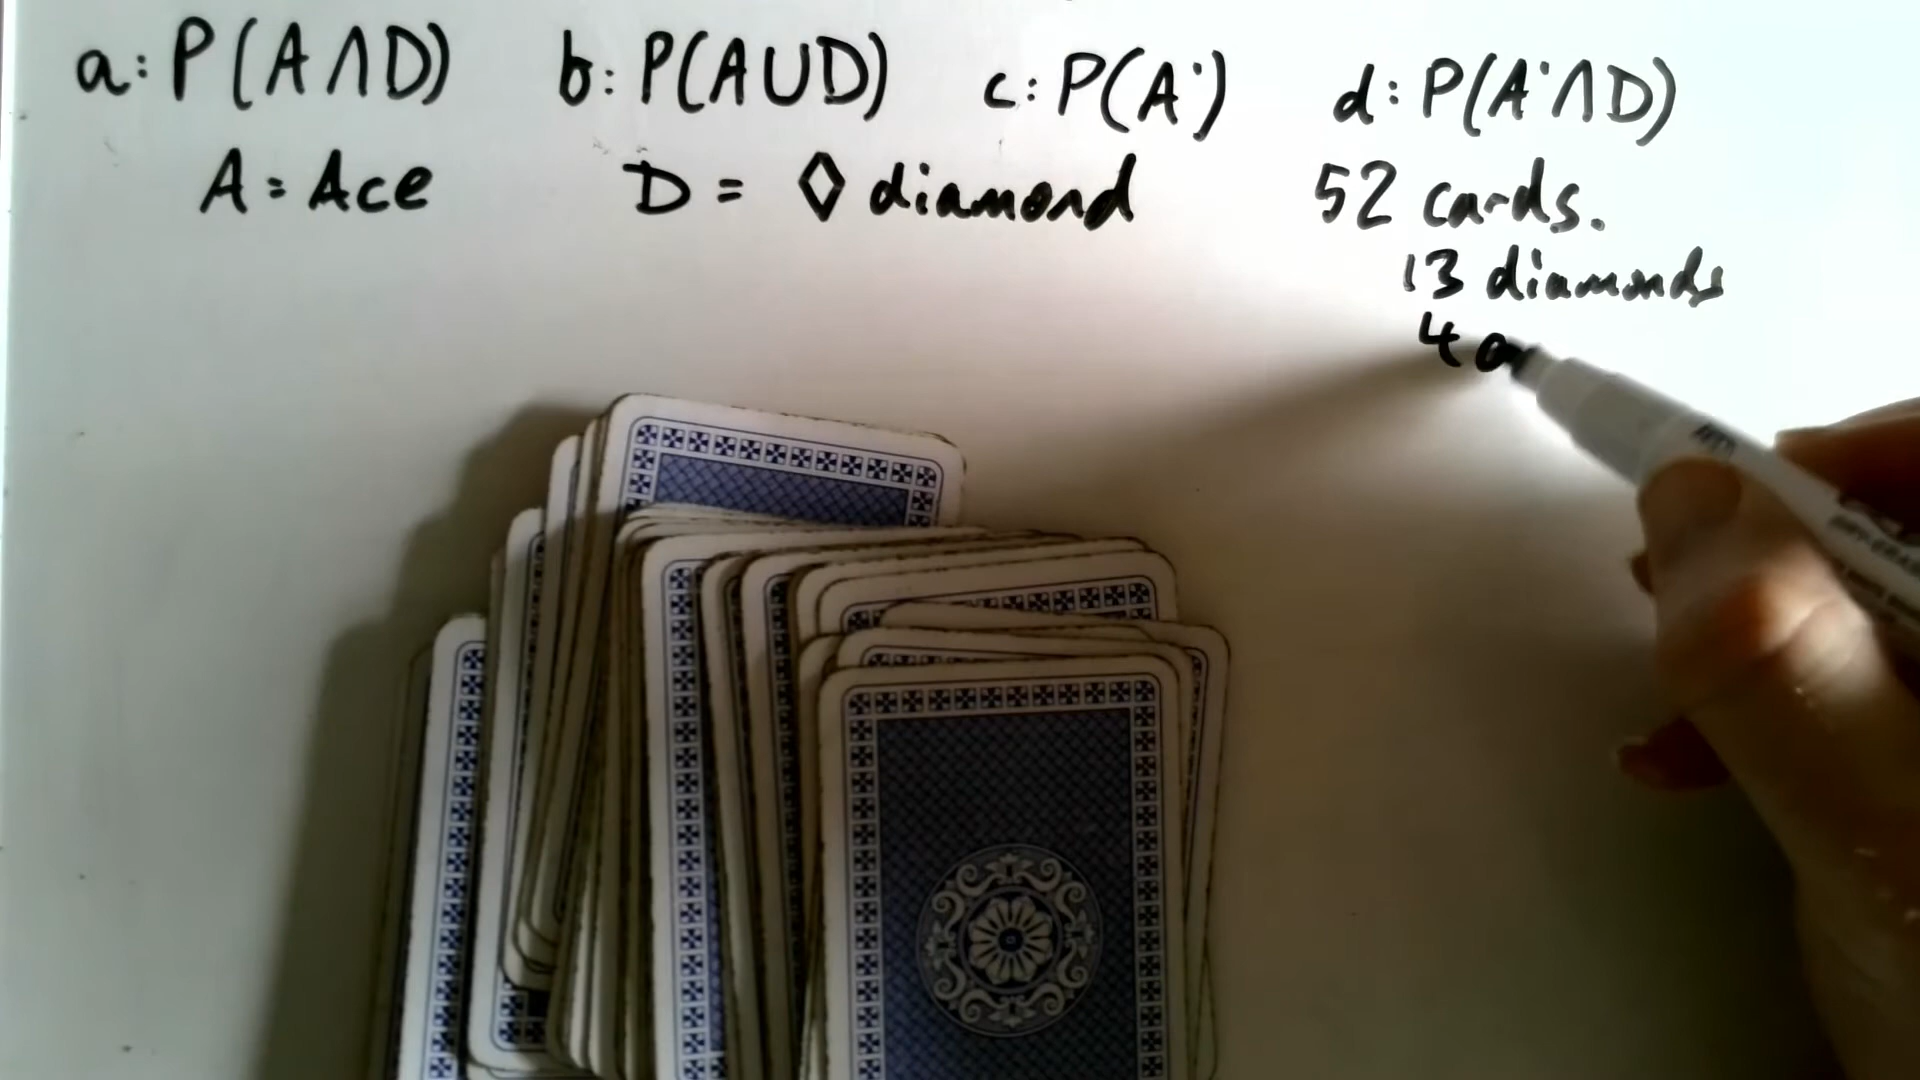 a: P(A∩D) b: P(A∪D) c: P(A') d: P(A'∩D)
A = Ace D = ◊ diamond 52 cards.
13 diamonds
4 a